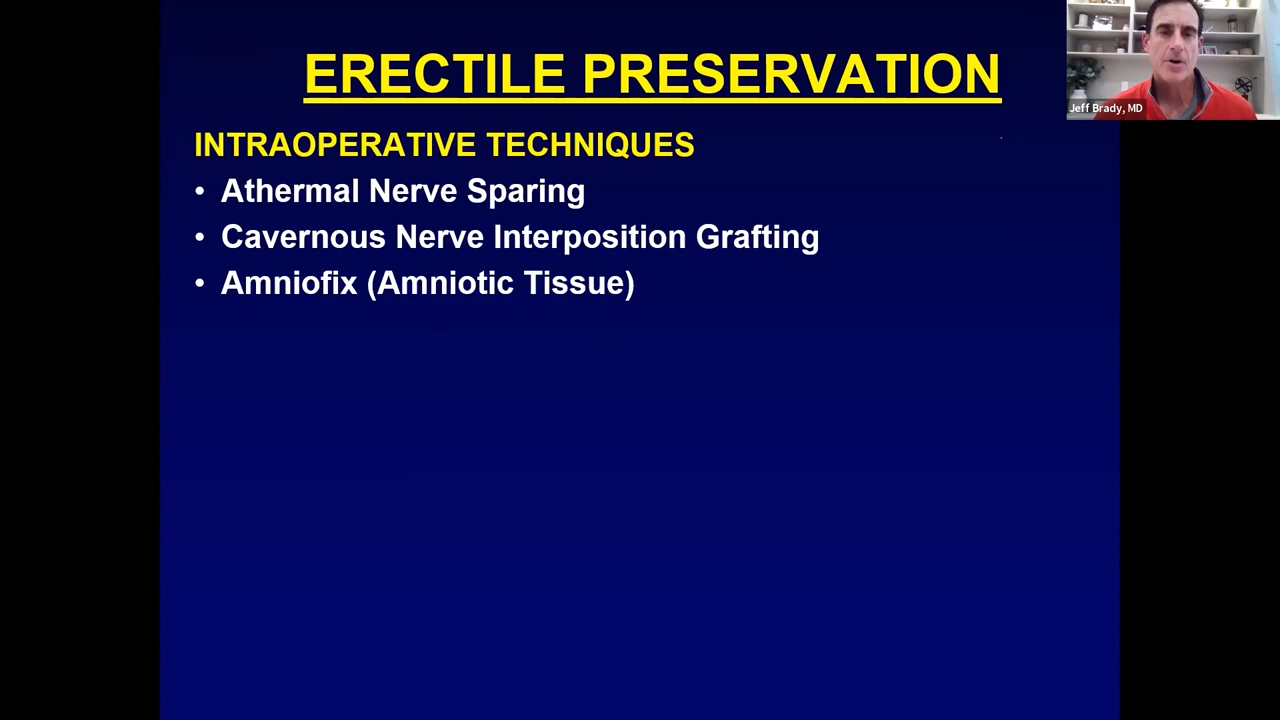 ERECTILE PRESERVATION
Jeff Brady, MD
INTRAOPERATIVE TECHNIQUES
• Athermal Nerve Sparing
• Cavernous Nerve Interposition Grafting
• Amniofix (Amniotic Tissue)